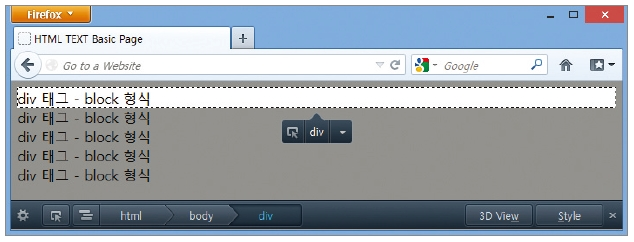 Firefox
HTML TEXT Basic Page
Go to a Website
Google
div 태그 - block 형식
div 태그 - block 형식
div 태그 - block 형식
div 태그 - block 형식
div 태그 - block 형식
div
html body div 3D View Style